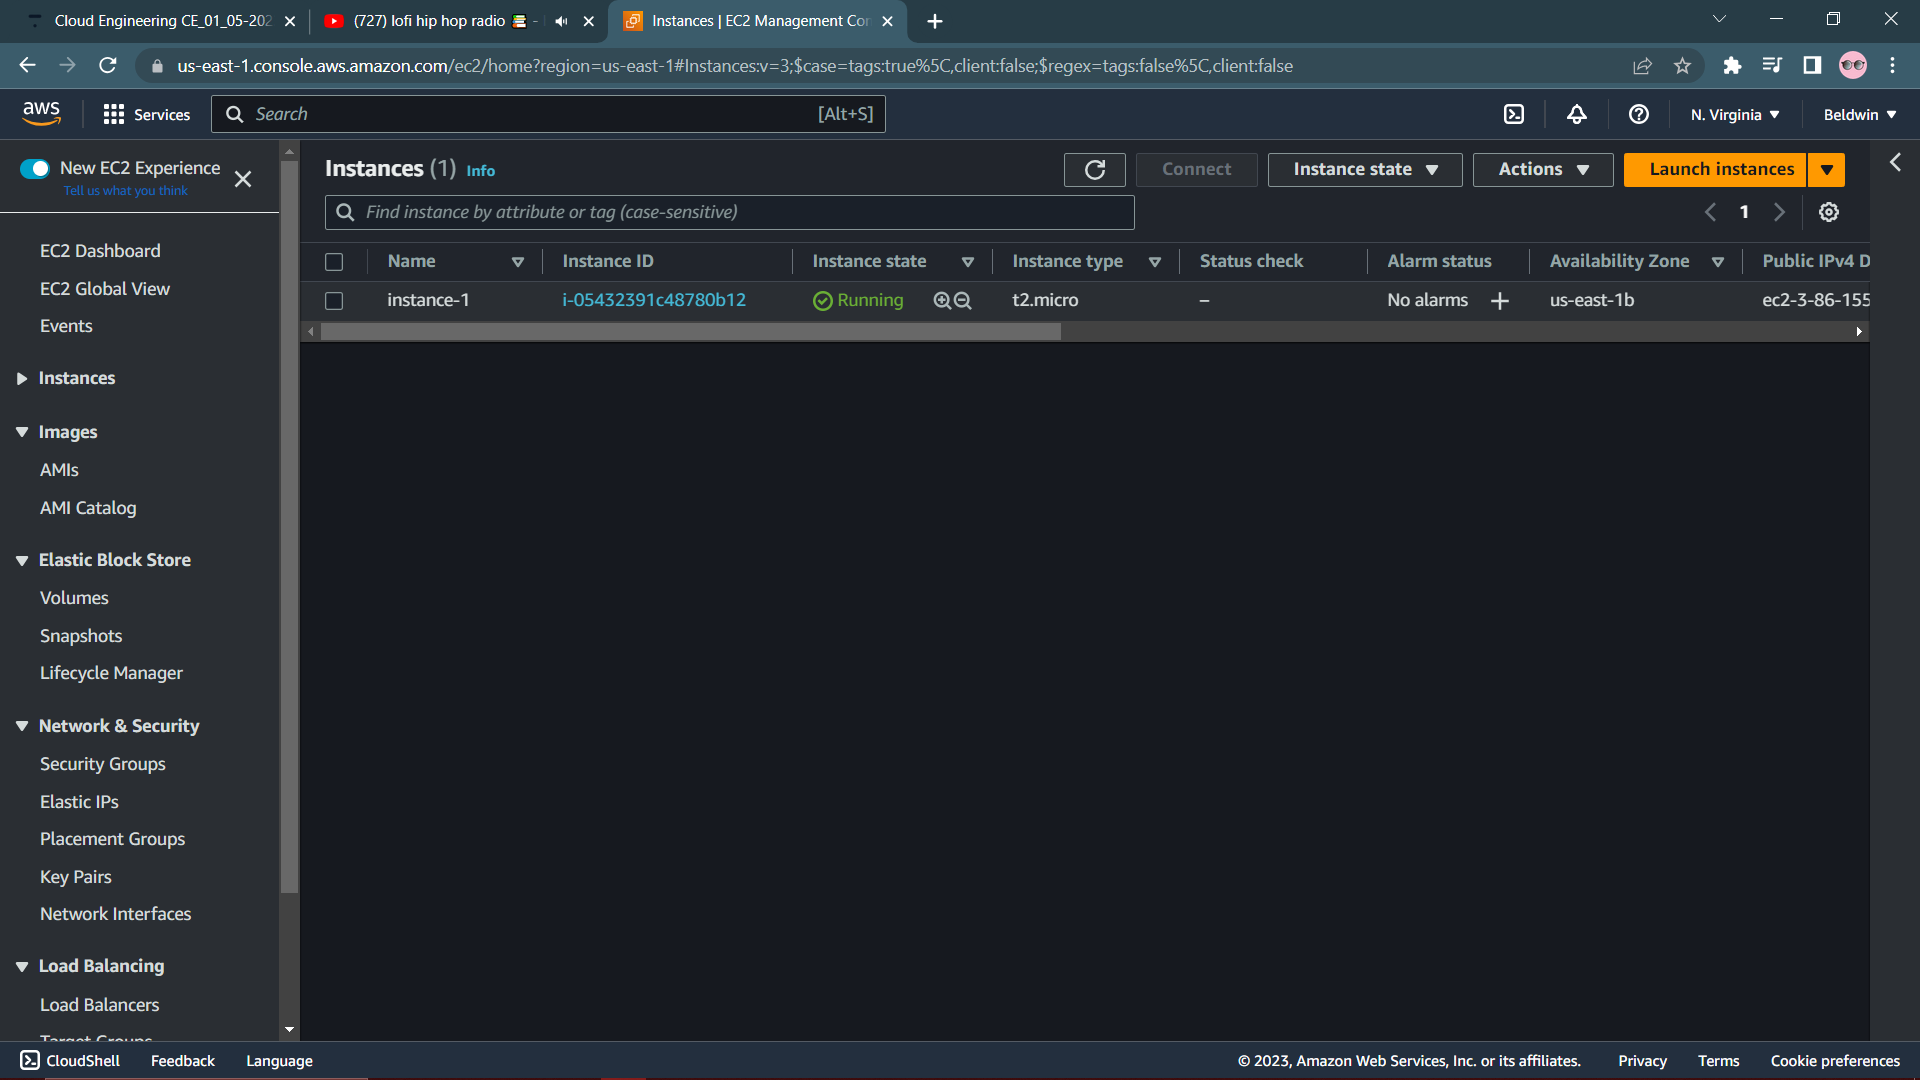 Cloud Engineering CE_01_05-202
(727) lofi hip hop radio 📚 -
Instances | EC2 Management Con
us-east-1.console.aws.amazon.com/ec2/home?region=us-east-1#Instances:v=3;$case=tags:true%5C,client:false;$regex=tags:false%5C,client:false
aws
Services
Search
[Alt+S]
N. Virginia
Beldwin
New EC2 Experience
Tell us what you think
EC2 Dashboard
EC2 Global View
Events
Instances
Images
AMIs
AMI Catalog
Elastic Block Store
Volumes
Snapshots
Lifecycle Manager
Network & Security
Security Groups
Elastic IPs
Placement Groups
Key Pairs
Network Interfaces
Load Balancing
Load Balancers
Target Groups
Instances (1) Info
Connect
Instance state
Actions
Launch instances
Find instance by attribute or tag (case-sensitive)
1
Name Instance ID Instance state Instance type Status check Alarm status Availability Zone Public IPv4 D
instance-1 i-05432391c48780b12 Running t2.micro – No alarms + us-east-1b ec2-3-86-155
CloudShell Feedback Language © 2023, Amazon Web Services, Inc. or its affiliates. Privacy Terms Cookie preferences